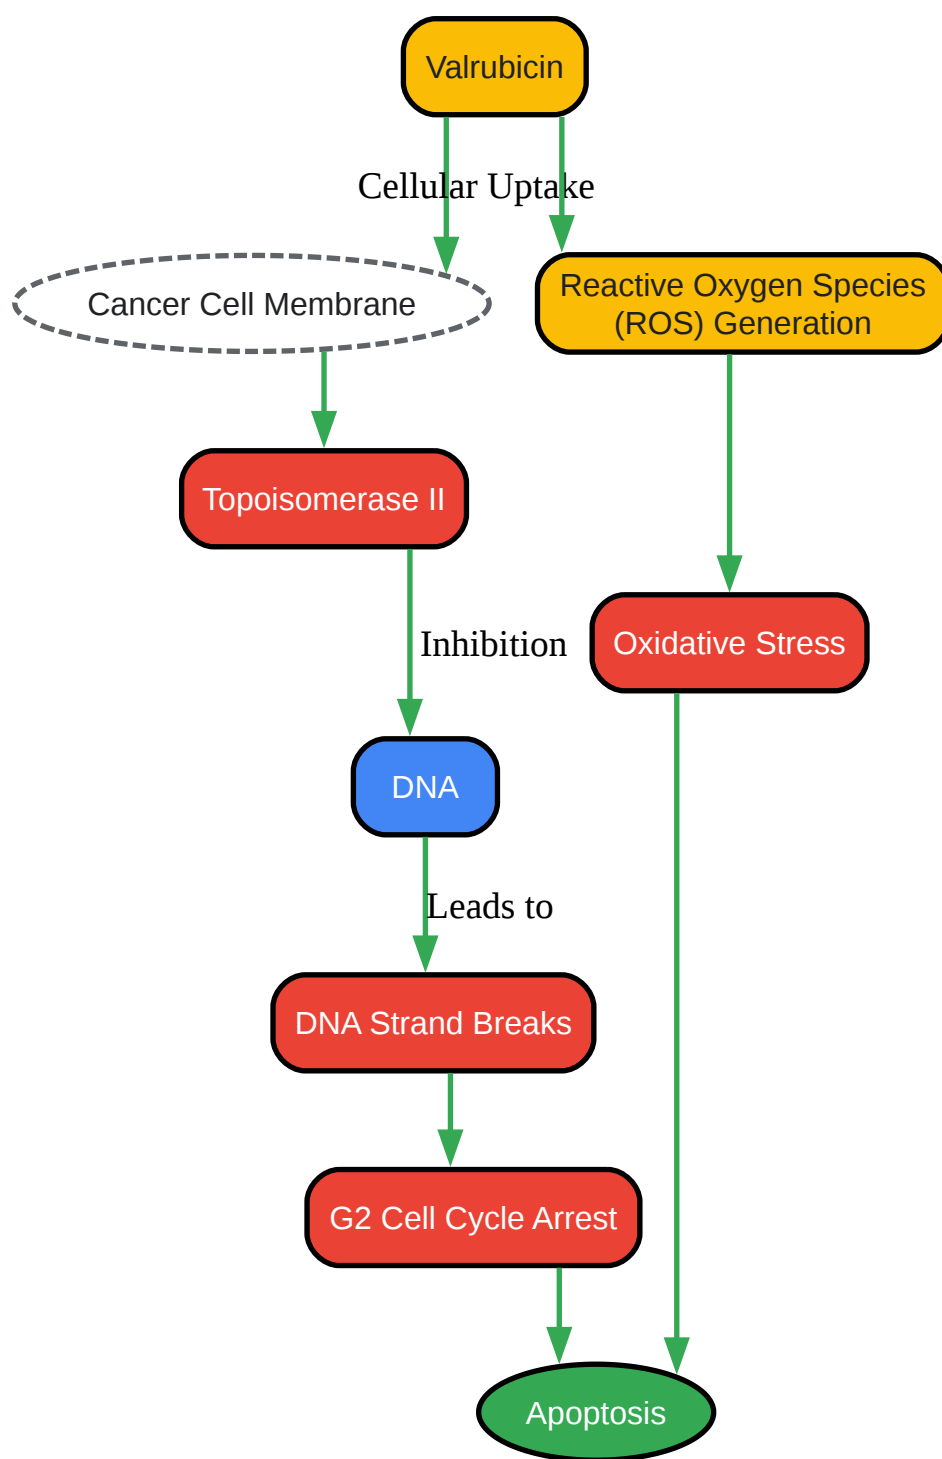 Valrubicin
Cellular Uptake
Cancer Cell Membrane
Reactive Oxygen Species
(ROS) Generation
Topoisomerase II
Inhibition
Oxidative Stress
DNA
Leads to
DNA Strand Breaks
G2 Cell Cycle Arrest
Apoptosis